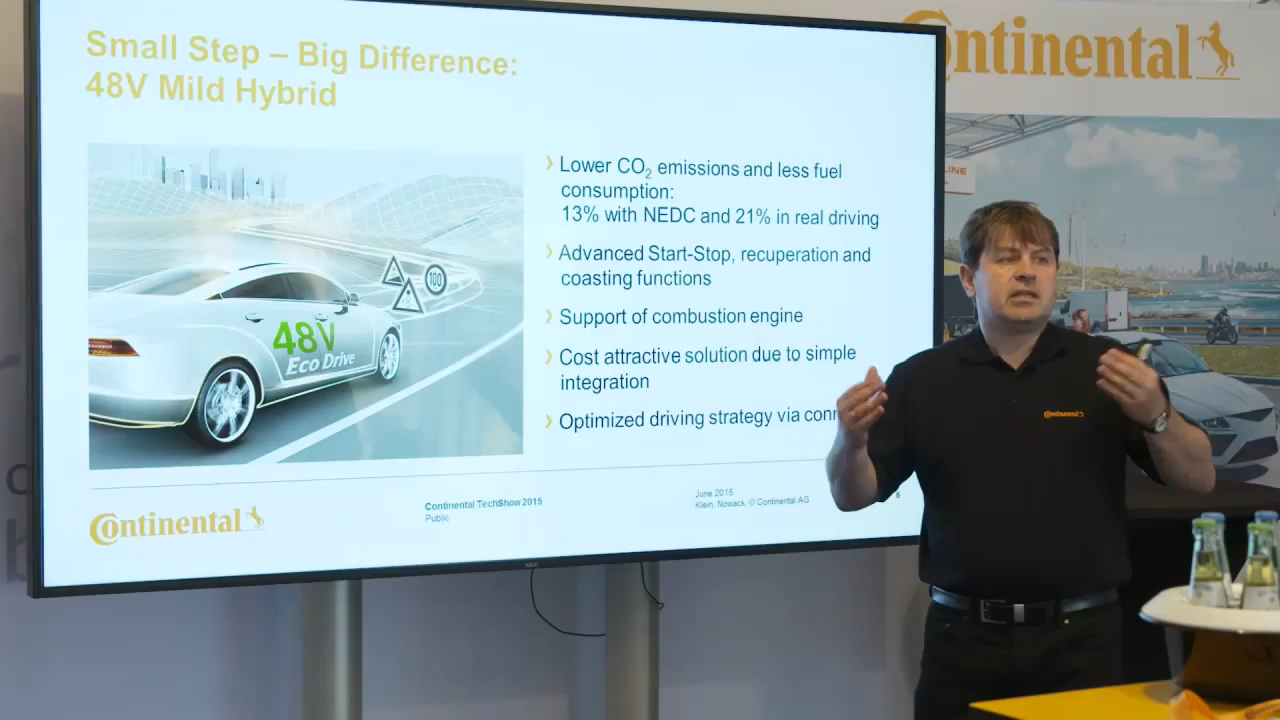 Small Step – Big Difference:
48V Mild Hybrid
Lower CO₂ emissions and less fuel
consumption:
13% with NEDC and 21% in real driving
Advanced Start-Stop, recuperation and
coasting functions
Support of combustion engine
Cost attractive solution due to simple
integration
Optimized driving strategy via
48V
Eco Drive
100
Continental
Continental TechShow 2015
Public
June 2015
Klein, Nowack, © Continental AG
6
NEC
Continental
Continental